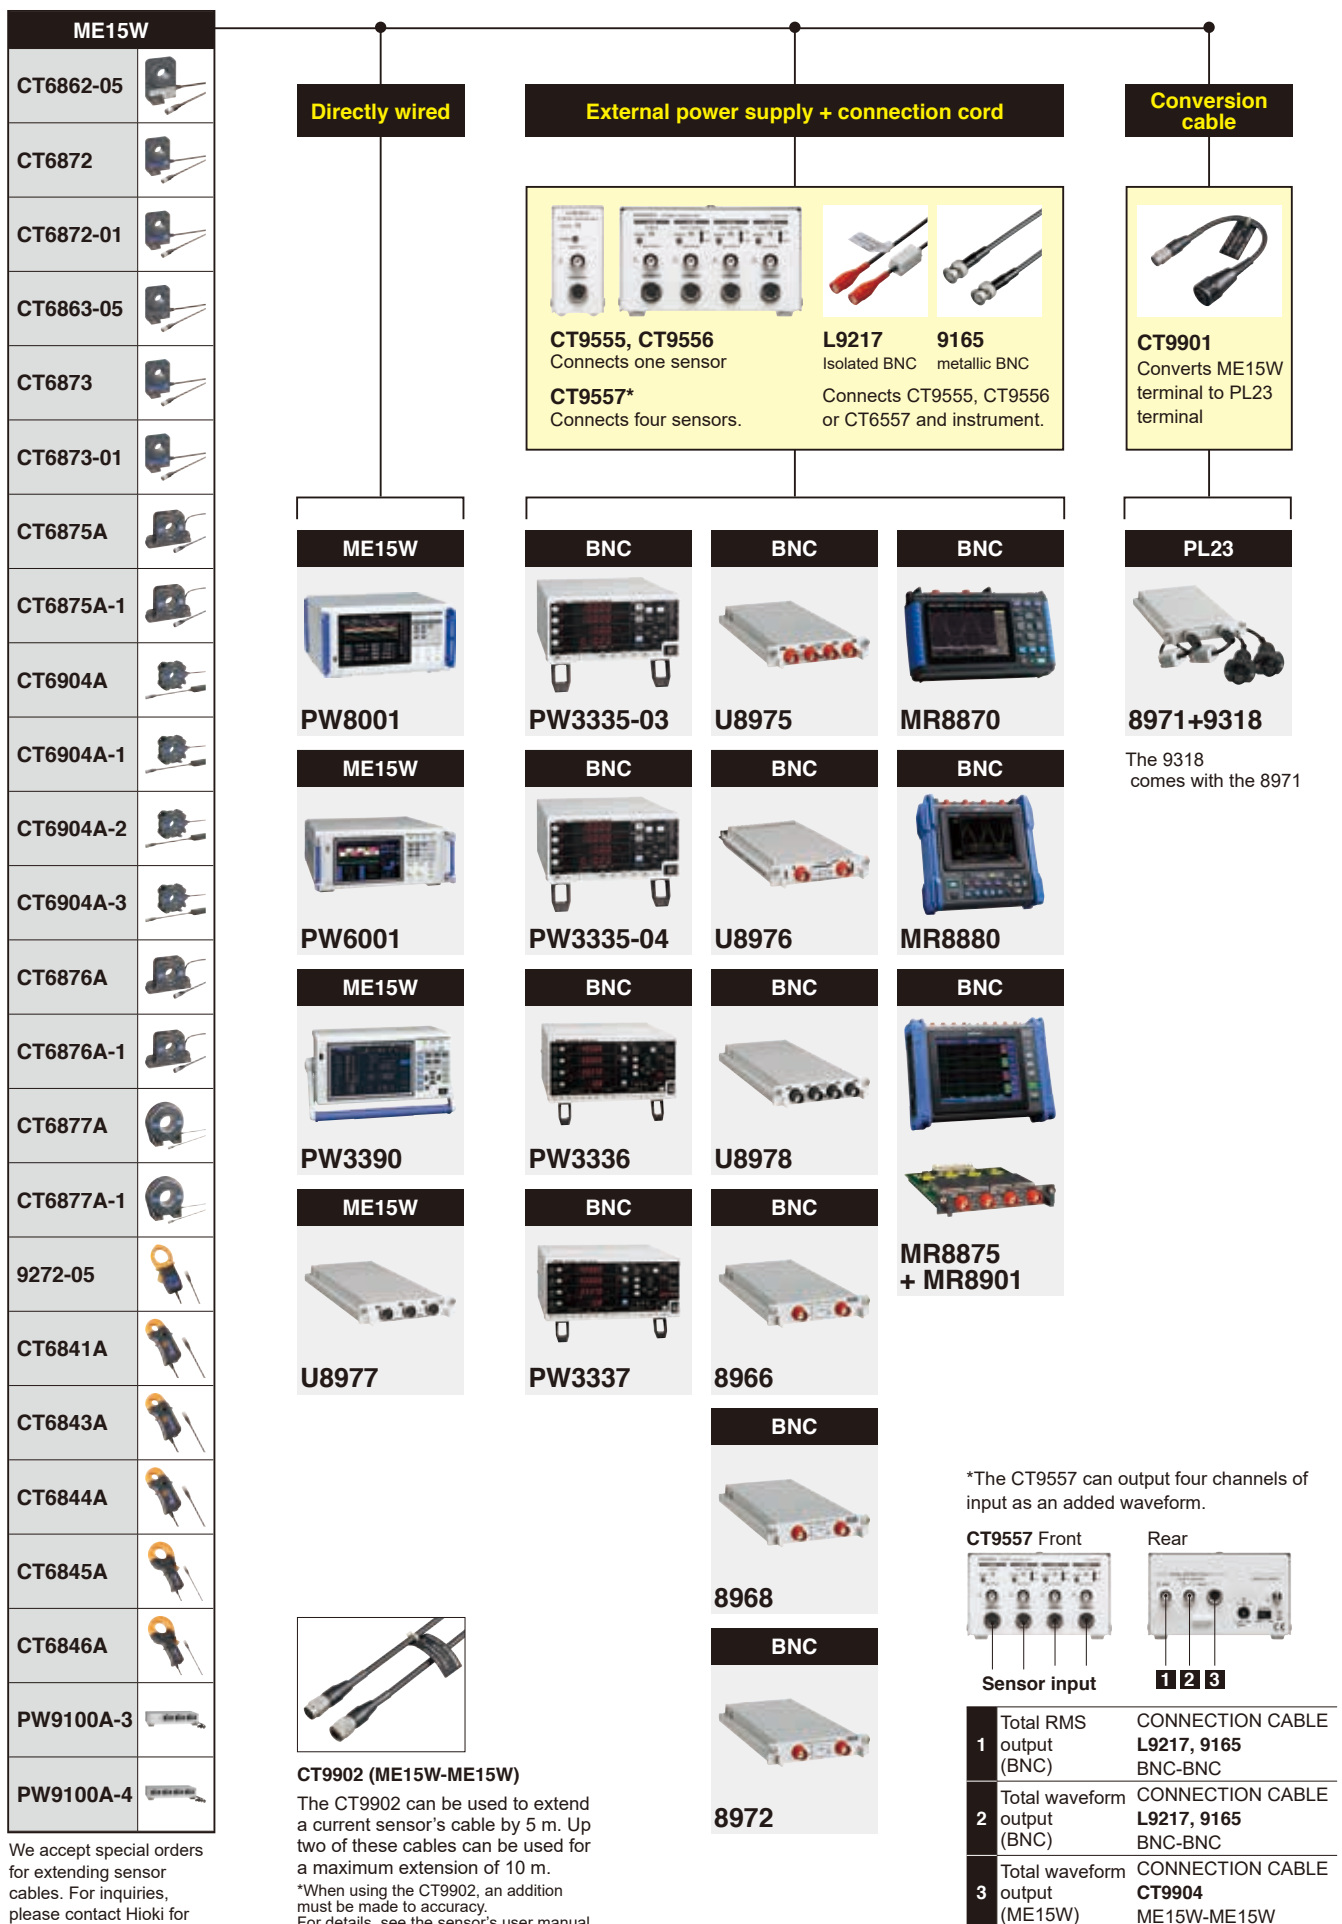 ME15W
CT6862-05
CT6872
CT6872-01
CT6863-05
CT6873
CT6873-01
CT6875A
CT6875A-1
CT6904A
CT6904A-1
CT6904A-2
CT6904A-3
CT6876A
CT6876A-1
CT6877A
CT6877A-1
9272-05
CT6841A
CT6843A
CT6844A
CT6845A
CT6846A
PW9100A-3
PW9100A-4
We accept special orders
for extending sensor
cables. For inquiries,
please contact Hioki for
Directly wired
ME15W
PW8001
ME15W
PW6001
ME15W
PW3390
ME15W
U8977
CT9902 (ME15W-ME15W)
The CT9902 can be used to extend
a current sensor's cable by 5 m. Up
two of these cables can be used for
a maximum extension of 10 m.
*When using the CT9902, an addition
must be made to accuracy.
For details, see the sensor's user manual
External power supply + connection cord
CT9555, CT9556
Connects one sensor
CT9557*
Connects four sensors.
L9217
Isolated BNC
9165
metallic BNC
Connects CT9555, CT9556
or CT6557 and instrument.
BNC
PW3335-03
BNC
PW3335-04
BNC
PW3336
BNC
PW3337
BNC
U8975
BNC
U8976
BNC
U8978
BNC
8966
BNC
8968
BNC
8972
BNC
MR8870
BNC
MR8880
BNC
MR8875
+ MR8901
Conversion
cable
CT9901
Converts ME15W
terminal to PL23
terminal
PL23
8971+9318
The 9318
comes with the 8971
*The CT9557 can output four channels of
input as an added waveform.
CT9557 Front
Rear
Sensor input
1 2 3
1
Total RMS
output
(BNC)
CONNECTION CABLE
L9217, 9165
BNC-BNC
2
Total waveform
output
(BNC)
CONNECTION CABLE
L9217, 9165
BNC-BNC
3
Total waveform
output
(ME15W)
CONNECTION CABLE
CT9904
ME15W-ME15W